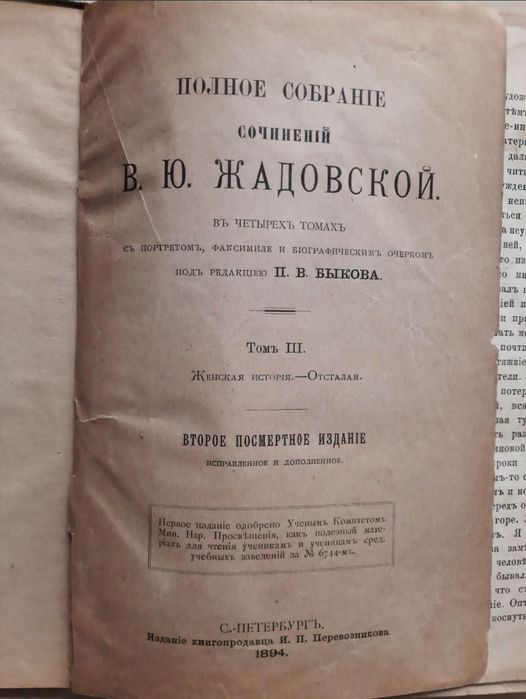 ПОЛНОЕ СОБРАНІЕ
СОЧИНЕНІЙ
В. Ю. ЖАДОВСКОЙ.
ВЪ ЧЕТЫРЕХЪ ТОМАХЪ
СЪ ПОРТРЕТОМЪ, ФАКСИМИЛЕ И БІОГРАФИЧЕСКИМЪ ОЧЕРКОМЪ
ПОДЪ РЕДАКЦІЕЮ П. В. БЫКОВА.
Томъ III.
Женская исторія.—Отсталая.
ВТОРОЕ ПОСМЕРТНОЕ ИЗДАНІЕ
ИСПРАВЛЕННОЕ И ДОПОЛНЕННОЕ.
Первое изданіе одобрено Ученымъ Комитетомъ
Мин. Нар. Просвѣщенія, какъ полезный мате-
ріалъ для чтенія ученикамъ и ученицамъ сред.
учебныхъ заведеній за № 6744-мъ.
С.-ПЕТЕРБУРГЪ.
Изданіе книгопродавца И. П. Перевозникова
1894.